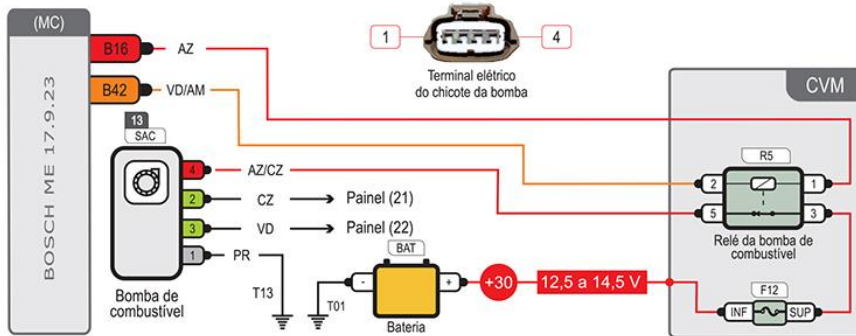 (MC)
BOSCH ME 17.9.23
B16
AZ
B42
VD/AM
1
4
Terminal elétrico
do chicote da bomba
CVM
13
SAC
4
AZ/CZ
2
CZ
Painel (21)
3
VD
Painel (22)
1
PR
T13
Bomba de
combustível
R5
2
1
5
3
Relé da bomba de
combustível
BAT
-
+
T01
Bateria
+30
12,5 a 14,5 V
F12
INF
SUP